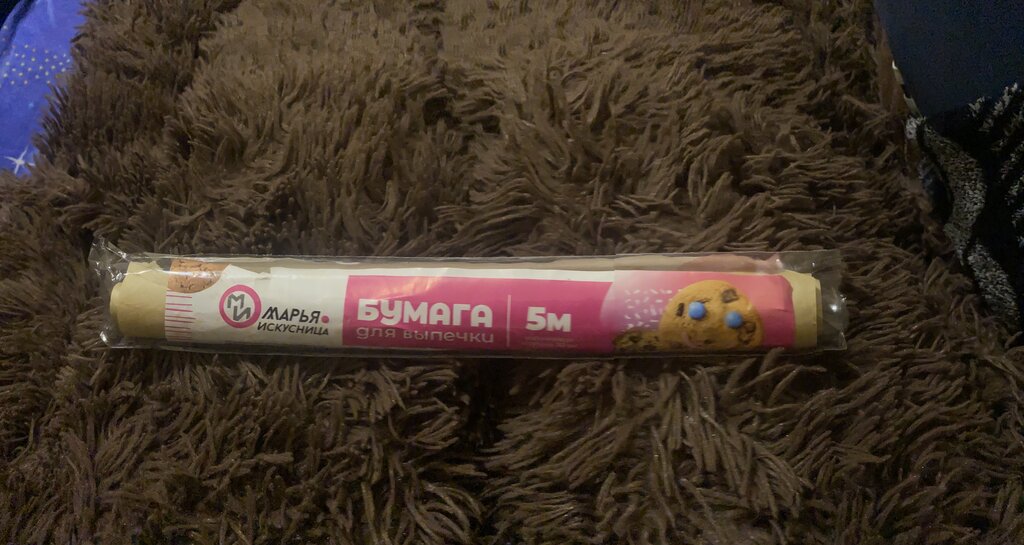 МИ
МАРЬЯ
ИСКУСНИЦА
БУМАГА
для выпечки
5м